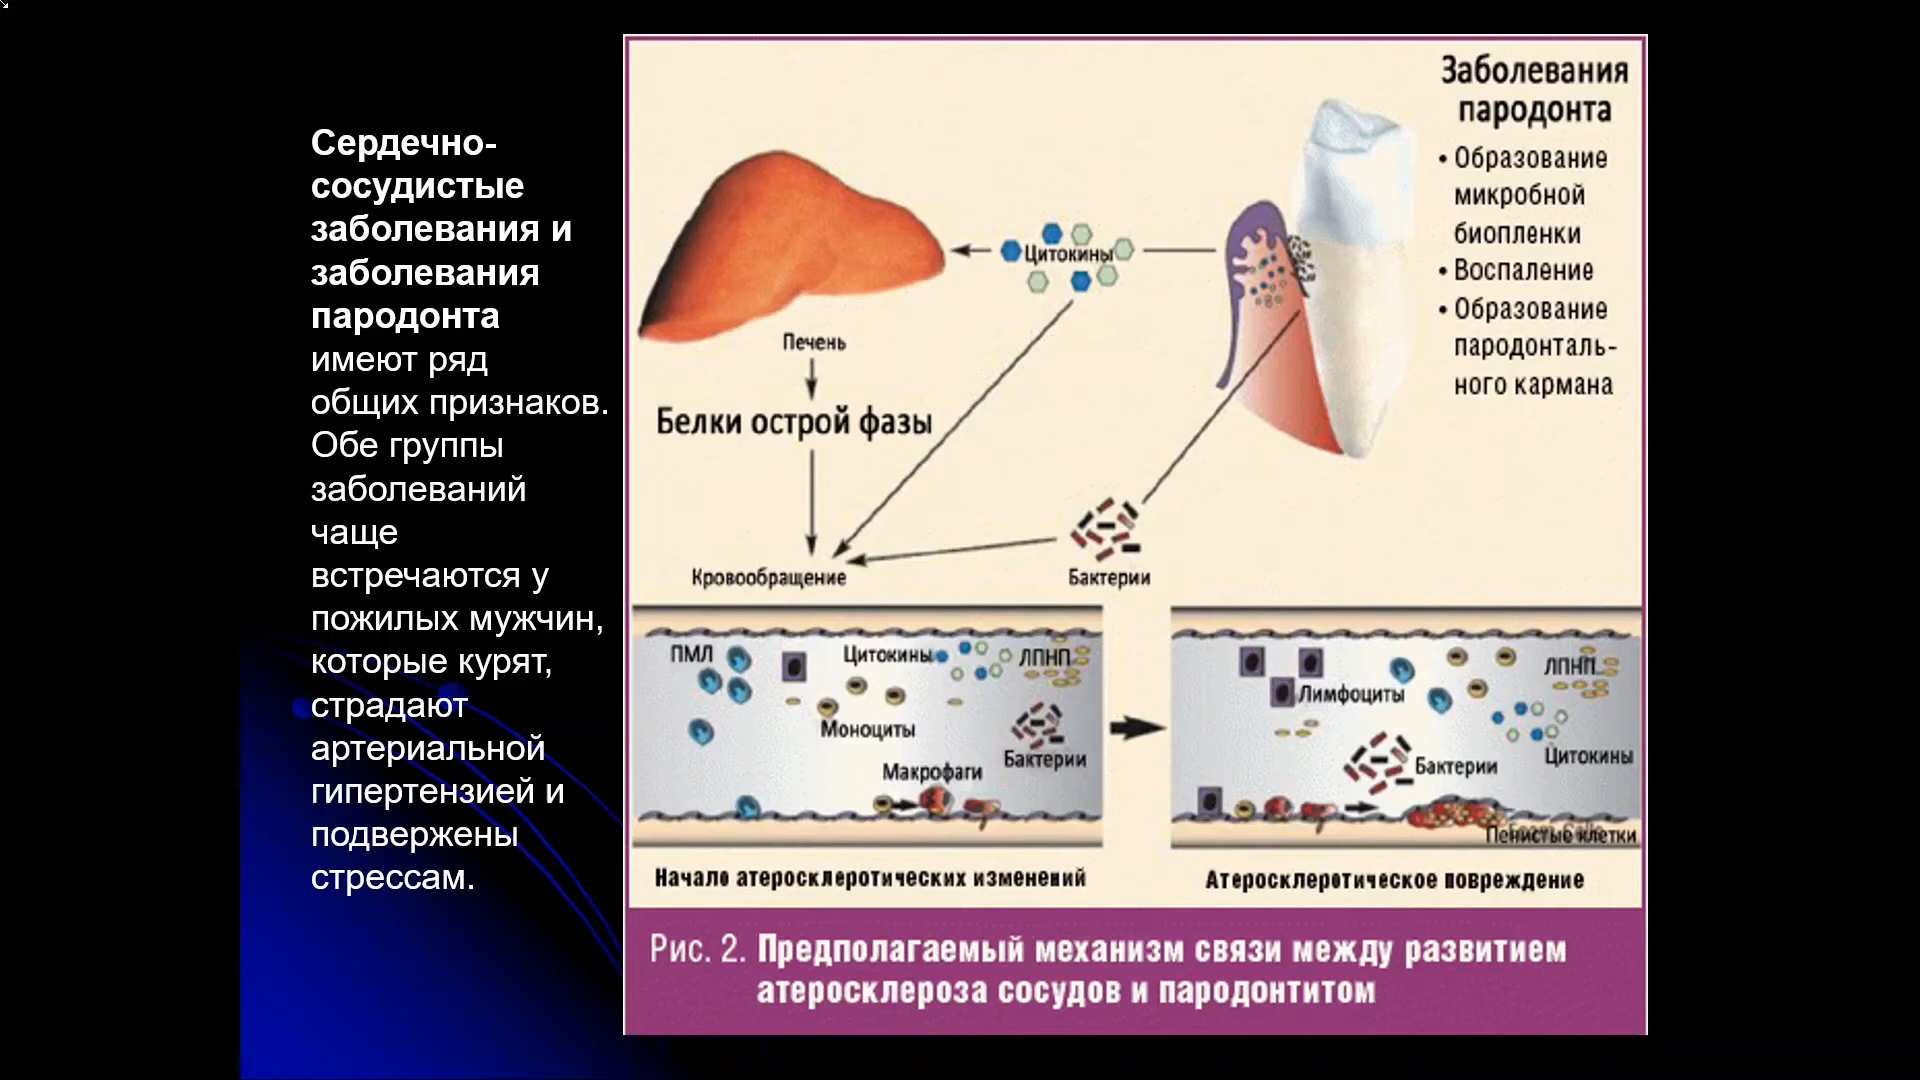 Сердечно-
сосудистые
заболевания и
заболевания
пародонта
имеют ряд
общих признаков.
Обе группы
заболеваний
чаще
встречаются у
пожилых мужчин,
которые курят,
страдают
артериальной
гипертензией и
подвержены
стрессам.
Заболевания
пародонта
• Образование
микробной
биопленки
• Воспаление
• Образование
пародонталь-
ного кармана
Цитокины
Печень
Белки острой фазы
Кровообращение
Бактерии
ПМЛ
Цитокины
ЛПНП
Моноциты
Бактерии
Макрофаги
ЛПНП
Лимфоциты
Цитокины
Бактерии
Пенистые клетки
Начало атеросклеротических изменений
Атеросклеротическое повреждение
Рис. 2. Предполагаемый механизм связи между развитием
атеросклероза сосудов и пародонтитом